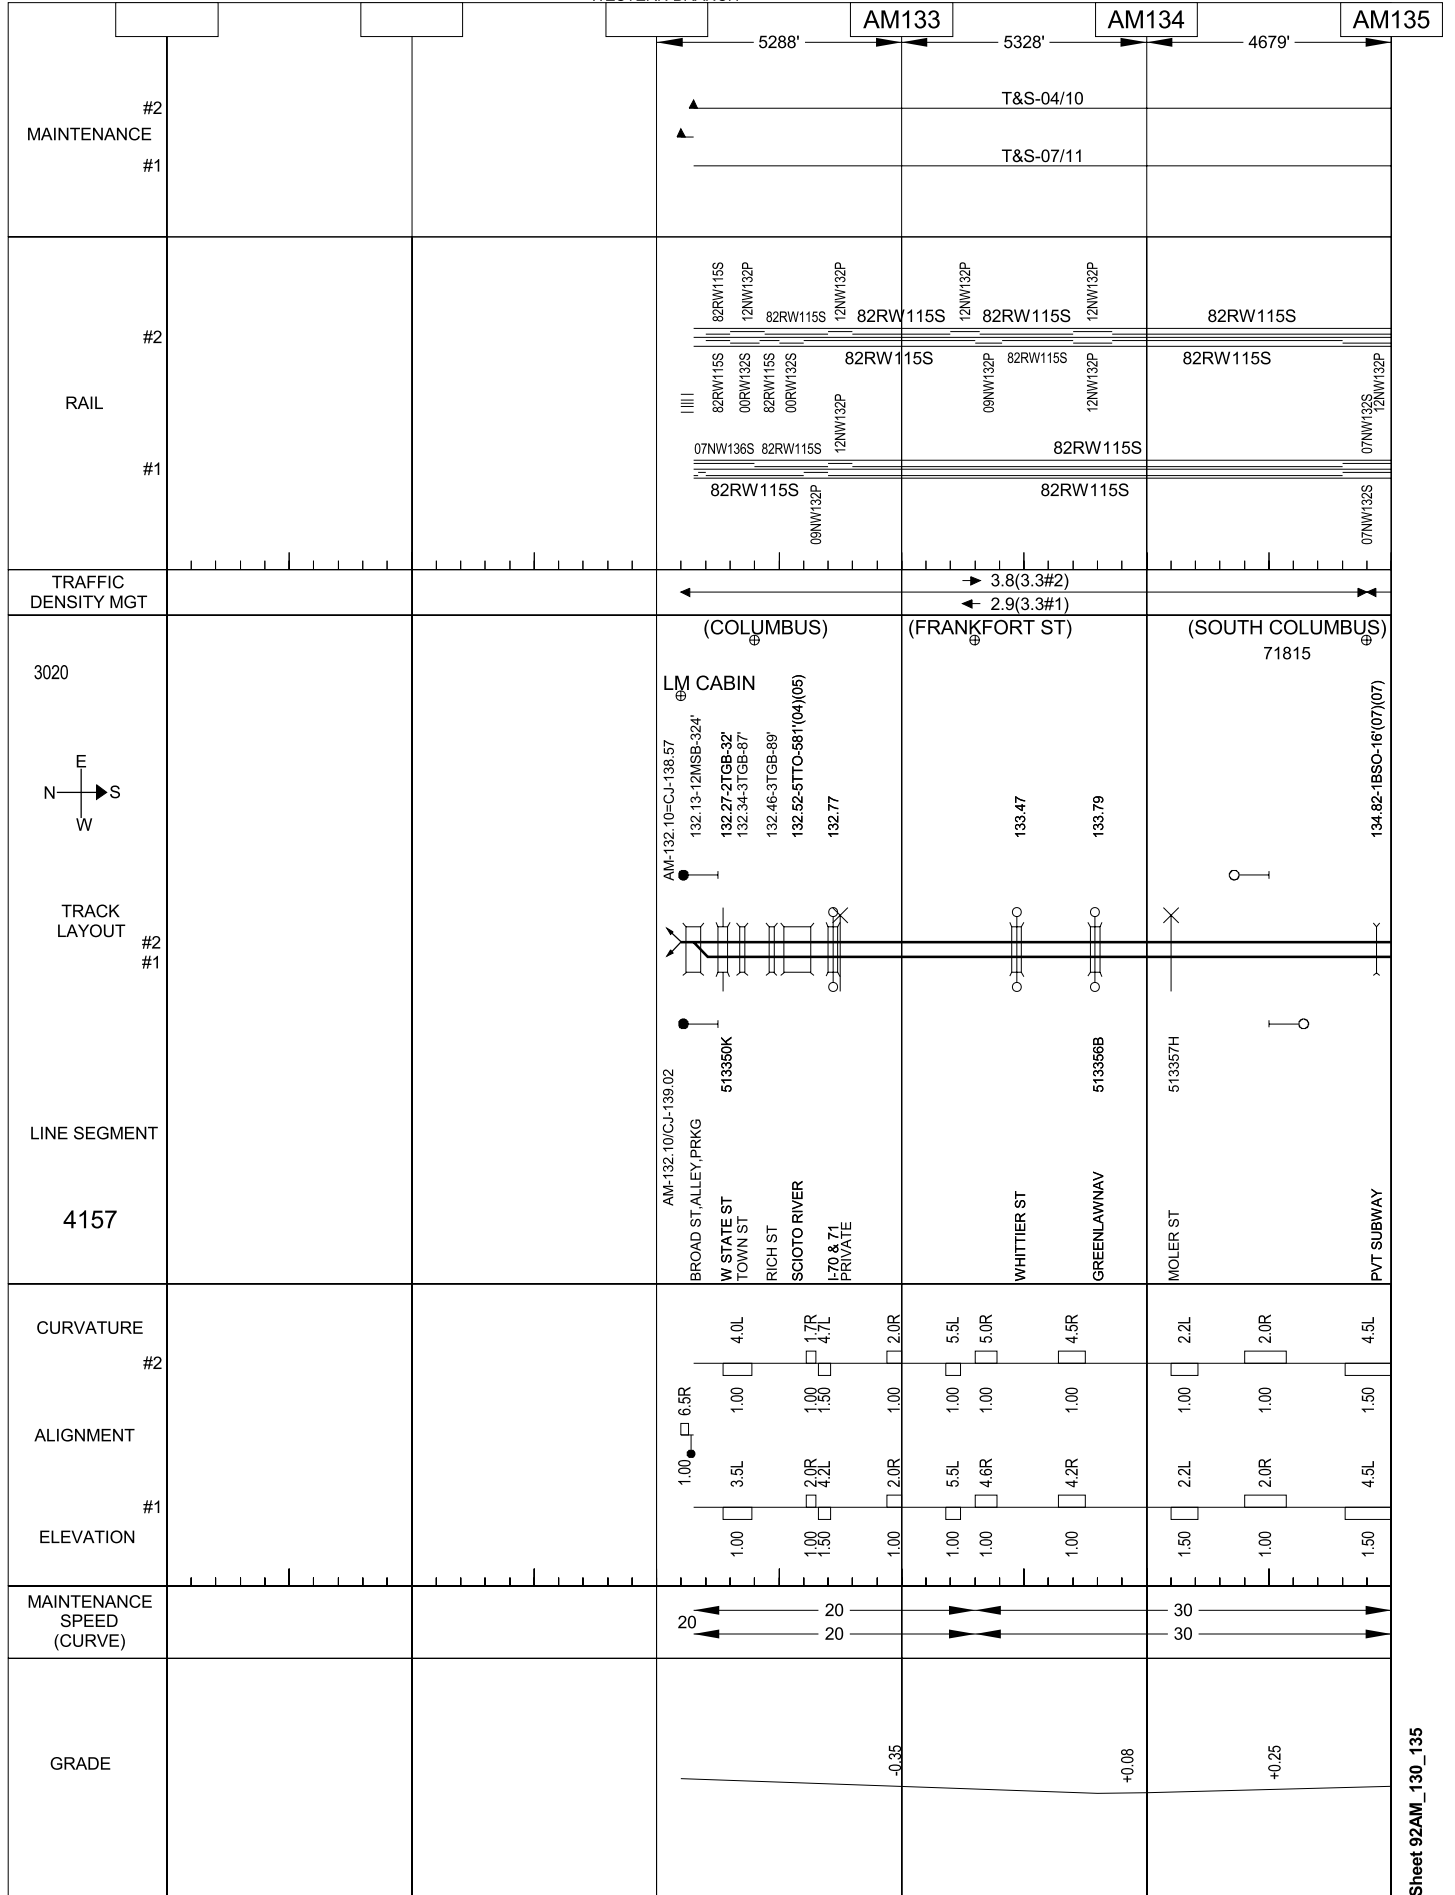 AM133 AM134 AM135
5288' 5328' 4679'
#2 T&S-04/10
MAINTENANCE
#1 T&S-07/11
82RW115S 12NW132P 82RW115S 12NW132P 82RW115S 12NW132P 82RW115S 12NW132P 82RW115S
#2
82RW115S 00RW132S 82RW115S 00RW132S 82RW115S 09NW132P 82RW115S 12NW132P 82RW115S 12NW132P
RAIL
07NW136S 82RW115S 12NW132P 82RW115S 07NW132S
#1
82RW115S 09NW132P 82RW115S 07NW132S
TRAFFIC
DENSITY MGT
3.8(3.3#2)
2.9(3.3#1)
(COLUMBUS) (FRANKFORT ST) (SOUTH COLUMBUS)
71815
3020
LM CABIN
E
N S
W
AM-132.10=CJ-138.57
132.13-12MSB-324'
132.27-2TGB-32'
132.34-3TGB-87'
132.46-3TGB-89'
132.52-5TTO-581'(04)(05)
132.77
133.47
133.79
134.82-1BSO-16'(07)(07)
TRACK
LAYOUT
#2
#1
513350K
513356B
513357H
LINE SEGMENT
4157
AM-132.10/CJ-139.02
BROAD ST,ALLEY,PRKG
W STATE ST
TOWN ST
RICH ST
SCIOTO RIVER
I-70 & 71
PRIVATE
WHITTIER ST
GREENLAWNAV
MOLER ST
PVT SUBWAY
CURVATURE
4.0L 1.7R 4.7L 2.0R 5.5L 5.0R 4.5R 2.2L 2.0R 4.5L
#2
6.5R 1.00 1.00 1.50 1.00 1.00 1.00 1.00 1.00 1.00 1.50
ALIGNMENT
1.00 3.5L 2.0R 4.2L 2.0R 5.5L 4.6R 4.2R 2.2L 2.0R 4.5L
#1
ELEVATION
1.00 1.00 1.50 1.00 1.00 1.00 1.00 1.50 1.00 1.50
MAINTENANCE
SPEED
(CURVE)
20 20 30
20 30
GRADE
-0.35 +0.08 +0.25
Sheet 92AM_130_135